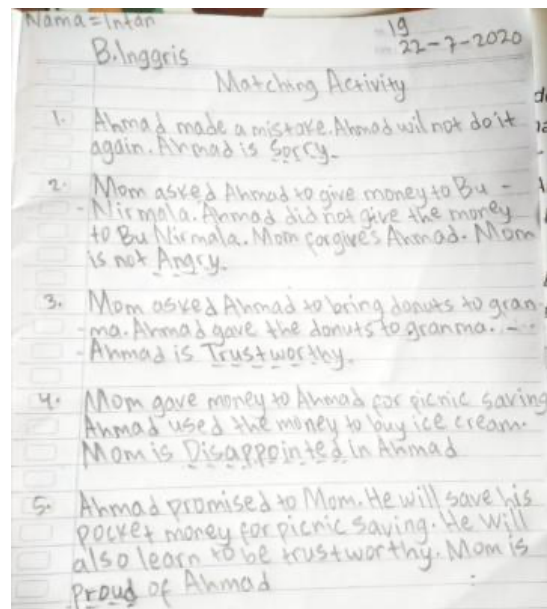 Nama = Intan
19
22-7-2020
B. Inggris
Matching Activity
1. Ahmad made a mistake. Ahmad wil not do it
again. Ahmad is Sorry.
2. Mom asked Ahmad to give money to Bu -
- Nirmala. Ahmad did not give the money
to Bu Nirmala. Mom forgives Ahmad. Mom
is not Angry.
3. Mom asked Ahmad to bring donuts to gran-
-ma. Ahmad gave the donuts to granma. - -
- Ahmad is Trustworthy.
4. Mom gave money to Ahmad for picnic saving
Ahmad used the money to buy ice cream.
Mom is Disappointed in Ahmad
5. Ahmad promised to Mom. He will save his
pocket money for picnic saving. He will
also learn to be trustworthy. Mom is
proud of Ahmad